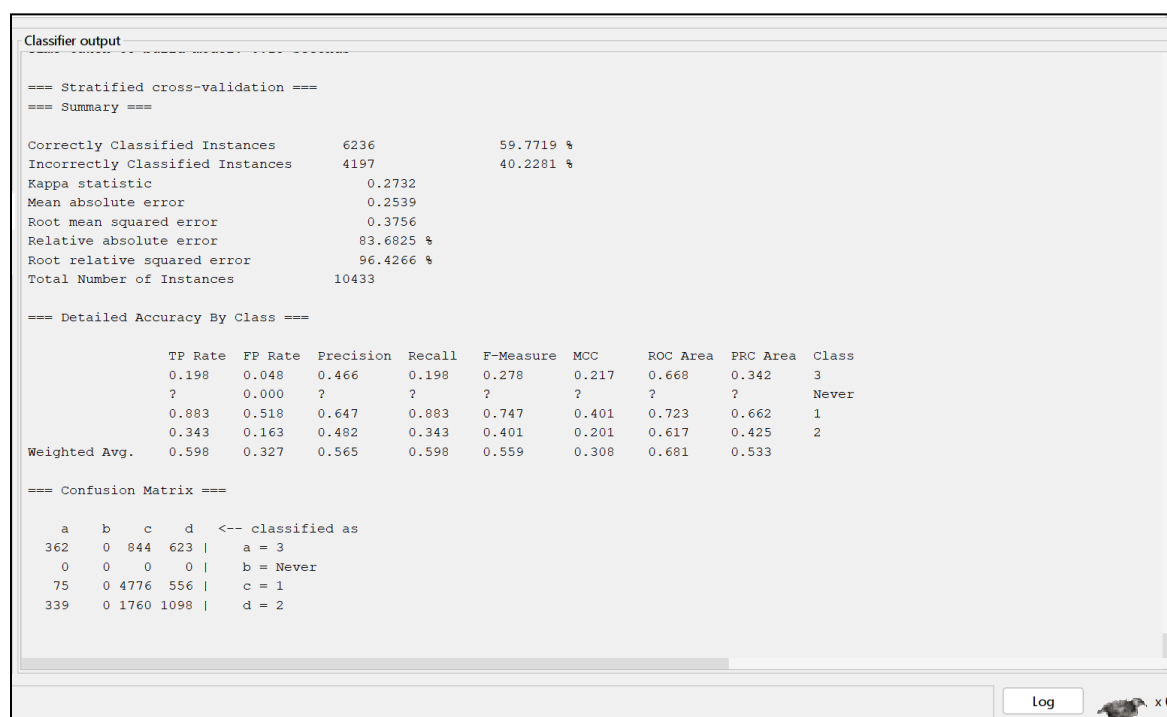 Classifier output
=== Stratified cross-validation ===
=== Summary ===
Correctly Classified Instances 6236 59.7719 %
Incorrectly Classified Instances 4197 40.2281 %
Kappa statistic 0.2732
Mean absolute error 0.2539
Root mean squared error 0.3756
Relative absolute error 83.6825 %
Root relative squared error 96.4266 %
Total Number of Instances 10433
=== Detailed Accuracy By Class ===
TP Rate FP Rate Precision Recall F-Measure MCC ROC Area PRC Area Class
0.198 0.048 0.466 0.198 0.278 0.217 0.668 0.342 3
? 0.000 ? ? ? ? ? ? Never
0.883 0.518 0.647 0.883 0.747 0.401 0.723 0.662 1
0.343 0.163 0.482 0.343 0.401 0.201 0.617 0.425 2
Weighted Avg. 0.598 0.327 0.565 0.598 0.559 0.308 0.681 0.533
=== Confusion Matrix ===
a b c d <-- classified as
362 0 844 623 | a = 3
0 0 0 0 | b = Never
75 0 4776 556 | c = 1
339 0 1760 1098 | d = 2
Log
x